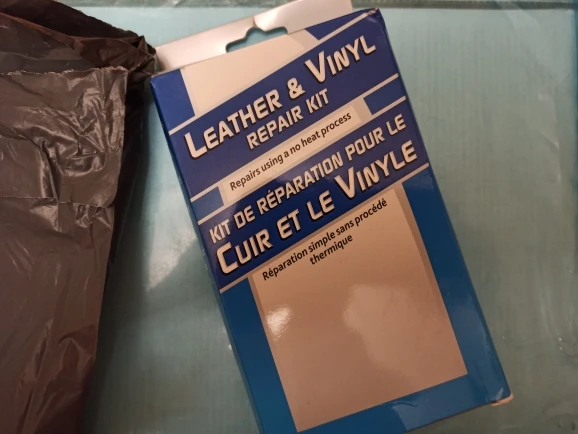 LEATHER & VINYL
REPAIR KIT
Repairs using a no heat process
KIT DE RÉPARATION POUR LE
CUIR ET LE VINYLE
Réparation simple sans procédé
thermique